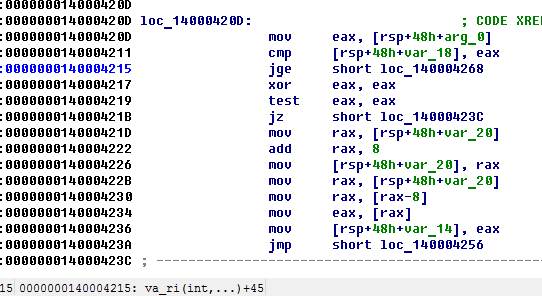 :000000014000420D
:000000014000420D loc_14000420D: ; CODE XREF
:000000014000420D mov eax, [rsp+48h+arg_0]
:0000000140004211 cmp [rsp+48h+var_18], eax
:0000000140004215 jge short loc_140004268
:0000000140004217 xor eax, eax
:0000000140004219 test eax, eax
:000000014000421B jz short loc_14000423C
:000000014000421D mov rax, [rsp+48h+var_20]
:0000000140004222 add rax, 8
:0000000140004226 mov [rsp+48h+var_20], rax
:000000014000422B mov rax, [rsp+48h+var_20]
:0000000140004230 mov rax, [rax-8]
:0000000140004234 mov eax, [rax]
:0000000140004236 mov [rsp+48h+var_14], eax
:000000014000423A jmp short loc_140004256
:000000014000423C ; ---------------------------------------------------
15 0000000140004215: va_ri(int,...)+45